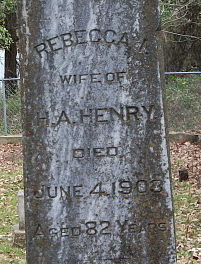 REBECCA
WIFE OF
H.A. HENRY
DIED
JUNE 4, 1903
AGED 82 YEARS